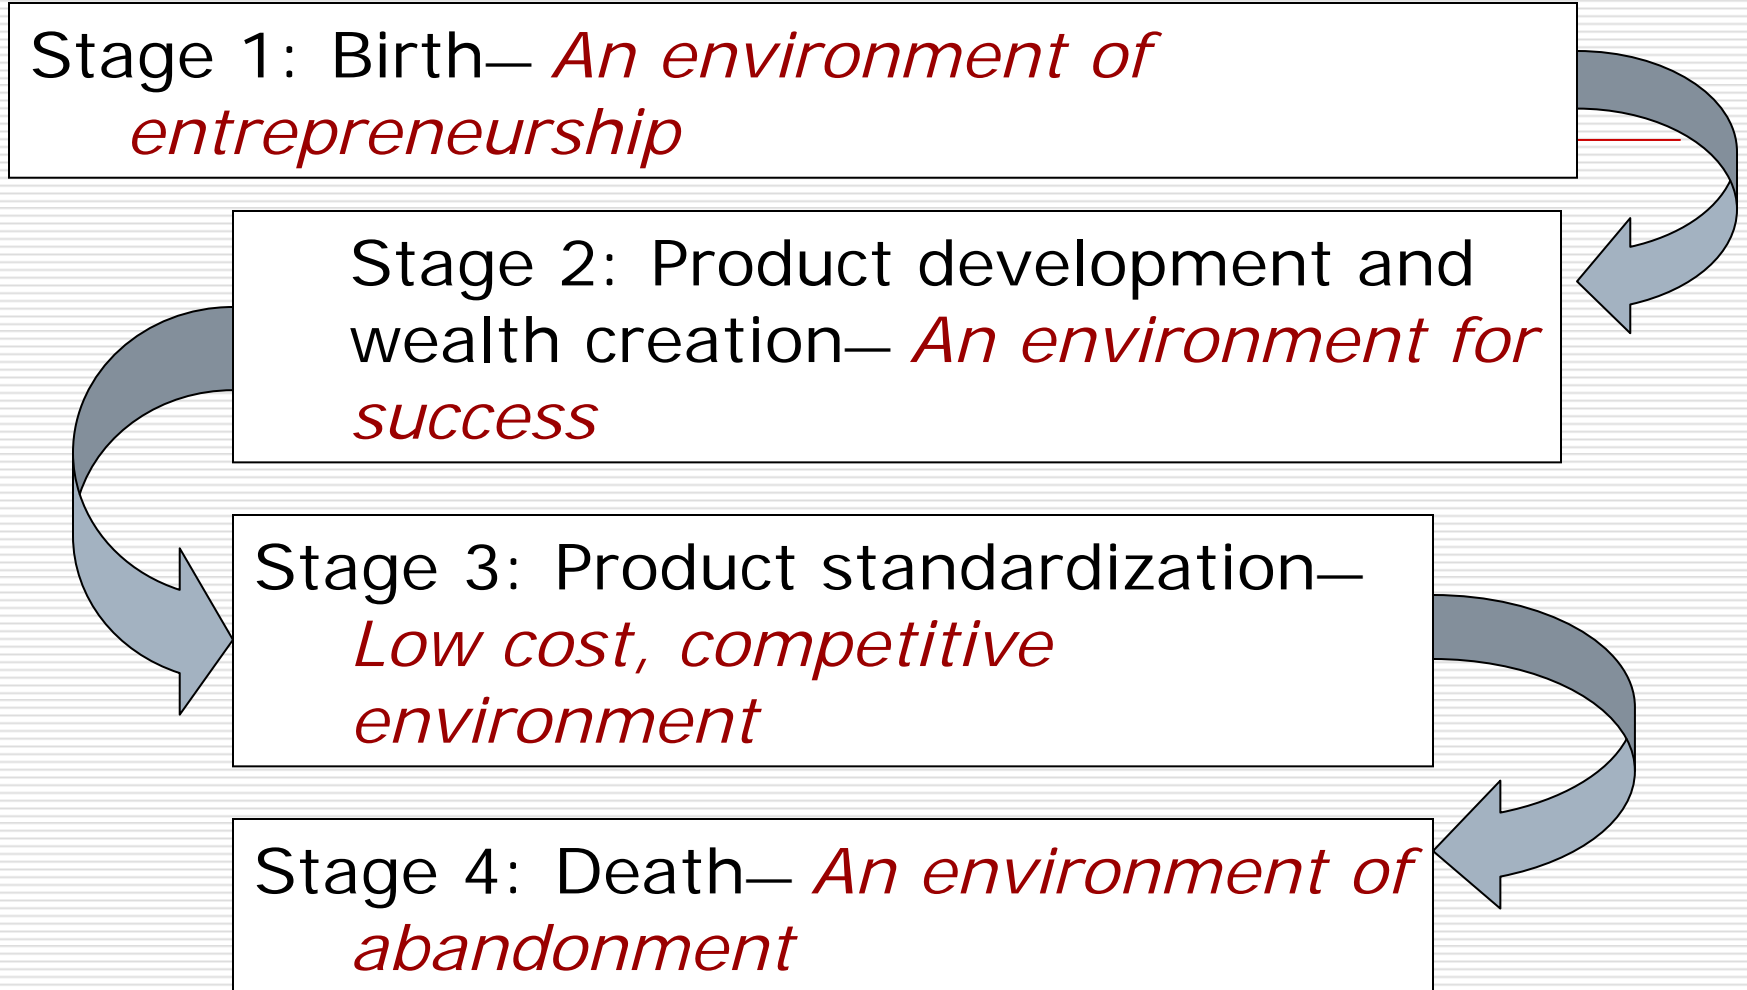 Stage 1: Birth— An environment of
entrepreneurship
Stage 2: Product development and
wealth creation— An environment for
success
Stage 3: Product standardization—
Low cost, competitive
environment
Stage 4: Death— An environment of
abandonment